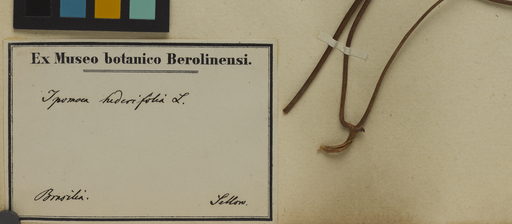 Ex Museo botanico Berolinensi.
Ipomoea hederifolia L.
Brasilia. Sellow.